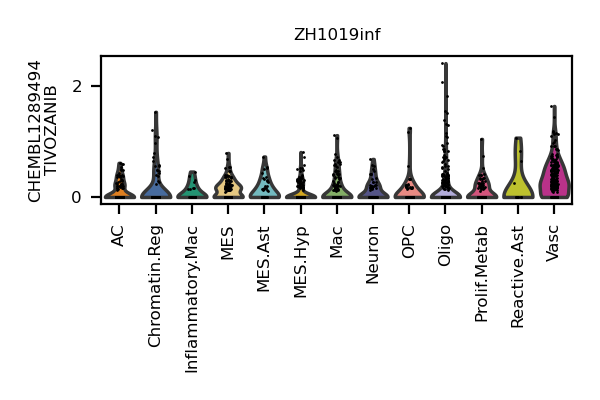 ZH1019inf
CHEMBL1289494
TIVOZANIB
2
0
AC
Chromatin.Reg
Inflammatory.Mac
MES
MES.Ast
MES.Hyp
Mac
Neuron
OPC
Oligo
Prolif.Metab
Reactive.Ast
Vasc